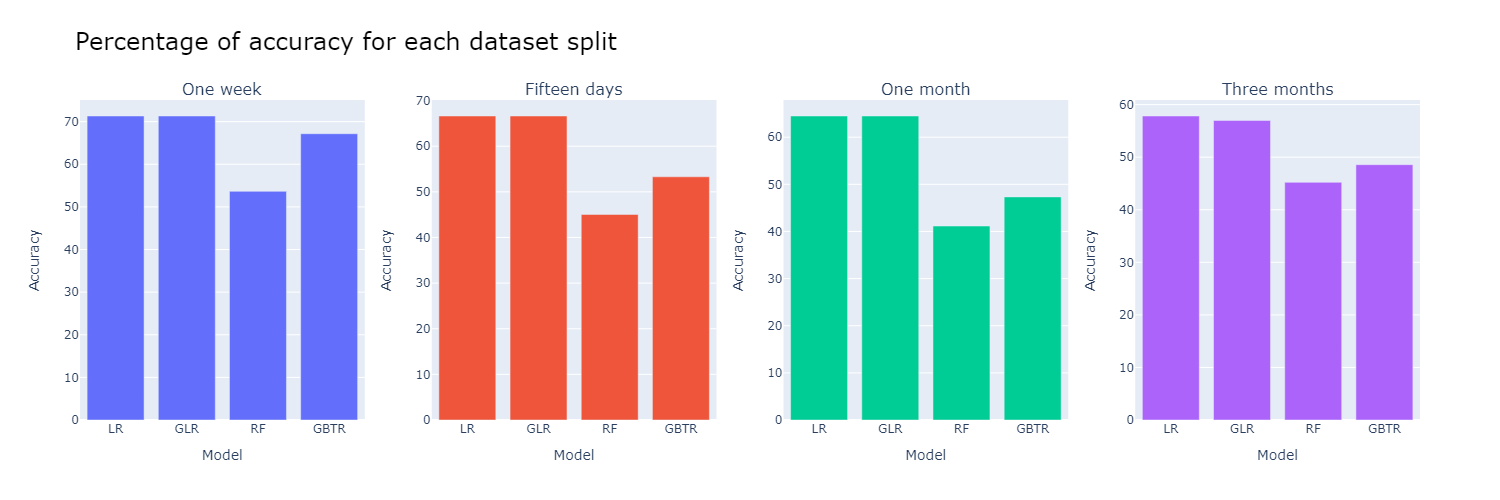 Percentage of accuracy for each dataset split
One week
Fifteen days
One month
Three months
Accuracy
70
60
50
40
30
20
10
0
LR GLR RF GBTR
Model
Accuracy
70
60
50
40
30
20
10
0
LR GLR RF GBTR
Model
Accuracy
60
50
40
30
20
10
0
LR GLR RF GBTR
Model
Accuracy
60
50
40
30
20
10
0
LR GLR RF GBTR
Model